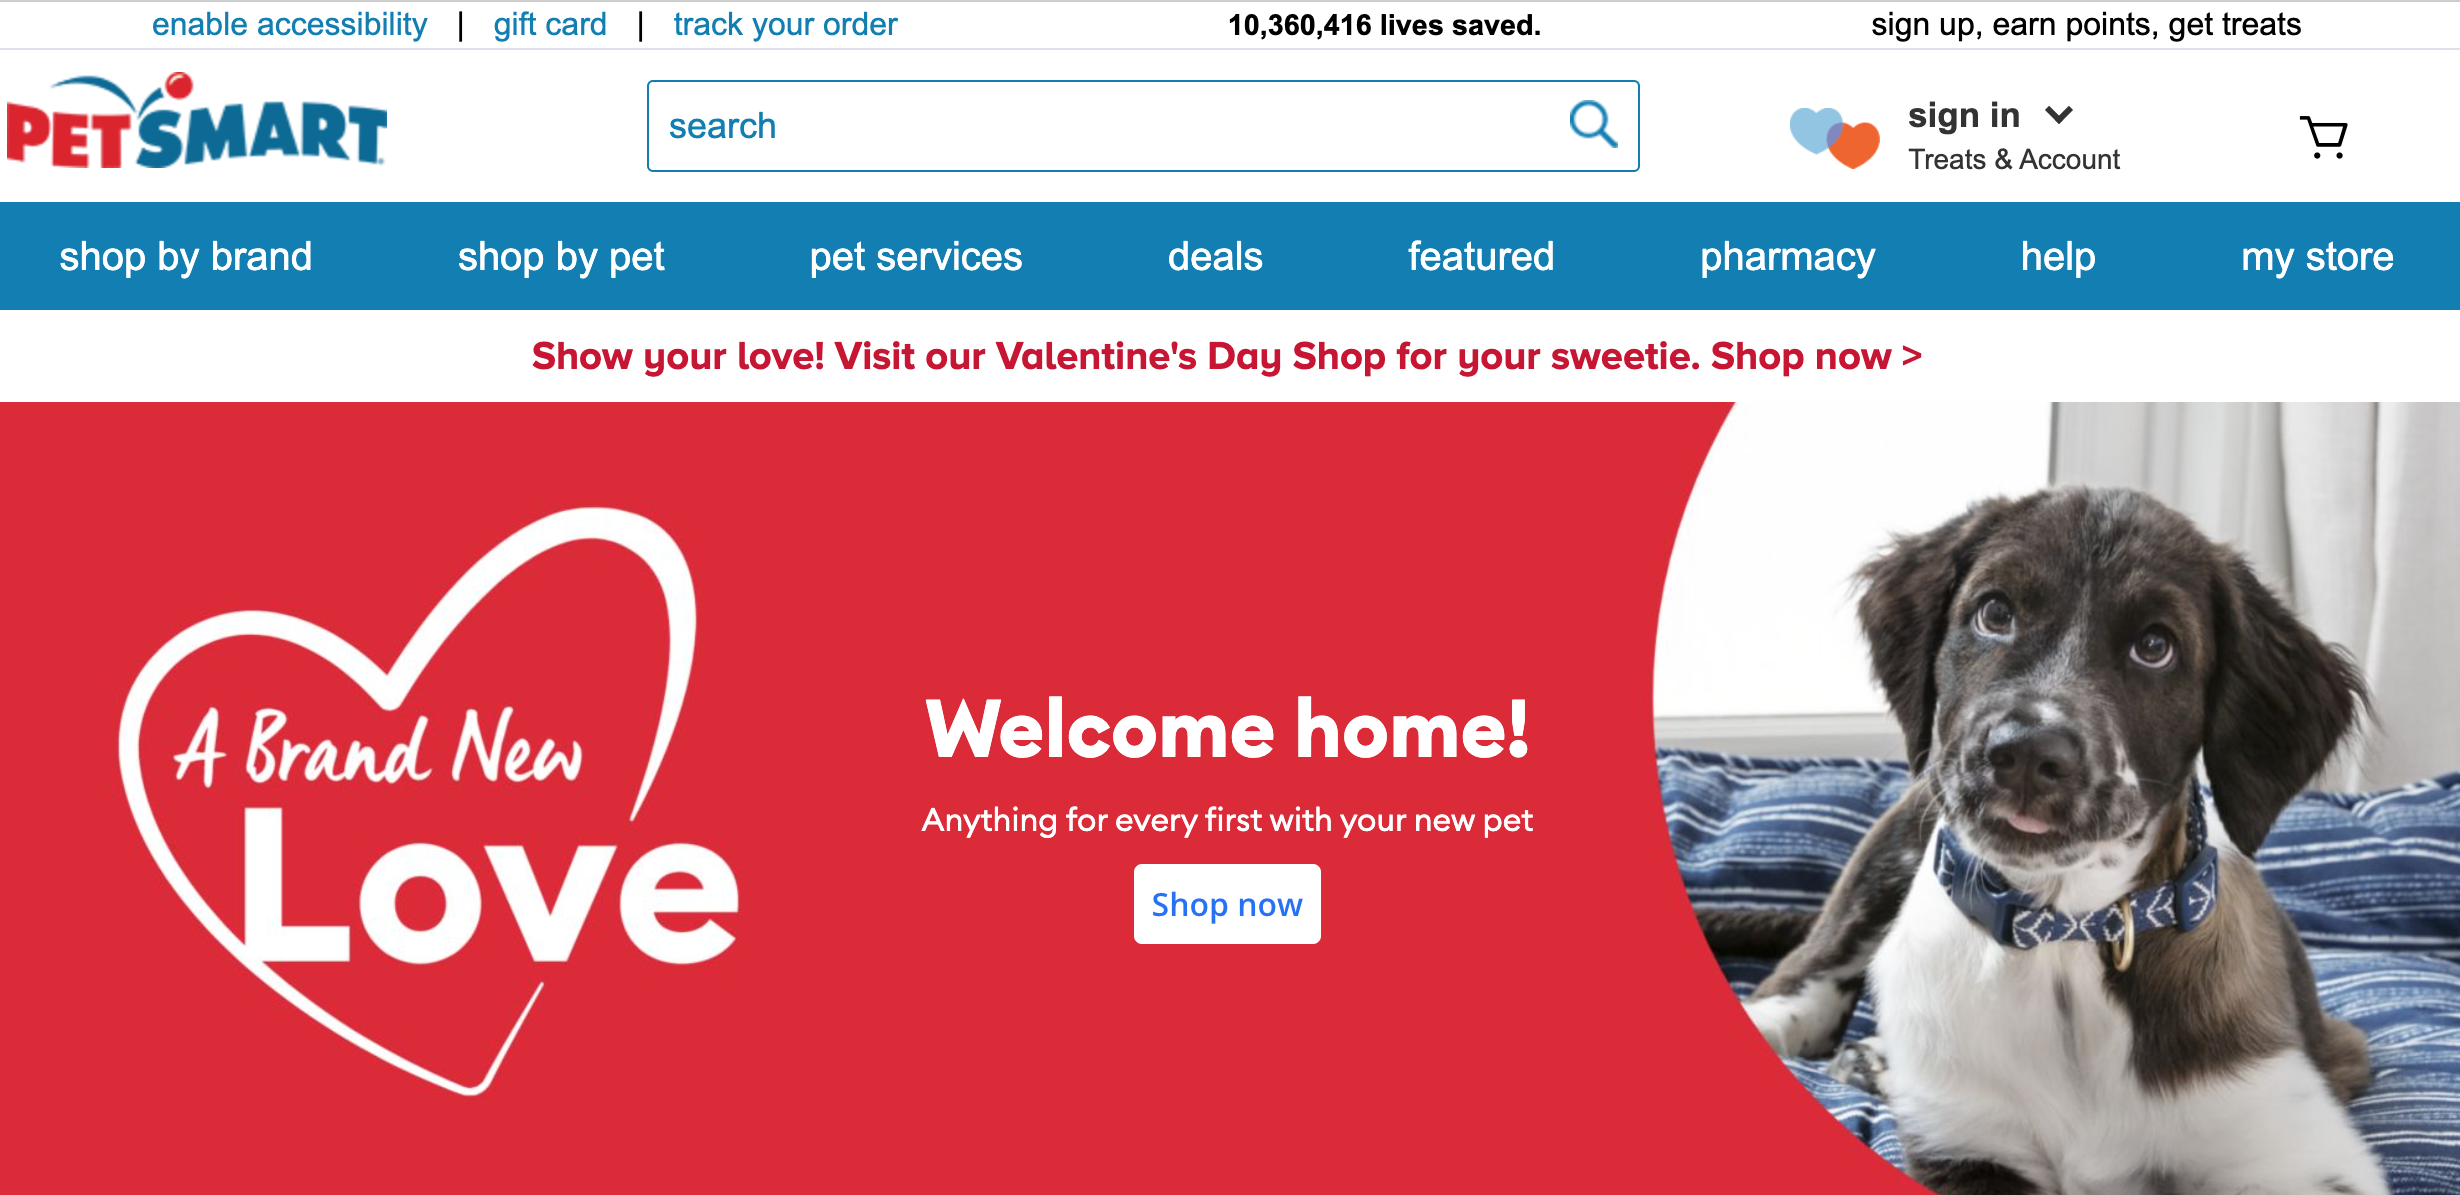 enable accessibility | gift card | track your order
10,360,416 lives saved.
sign up, earn points, get treats
PETSMART
search
sign in
Treats & Account
shop by brand
shop by pet
pet services
deals
featured
pharmacy
help
my store
Show your love! Visit our Valentine's Day Shop for your sweetie. Shop now >
A Brand New
Love
Welcome home!
Anything for every first with your new pet
Shop now